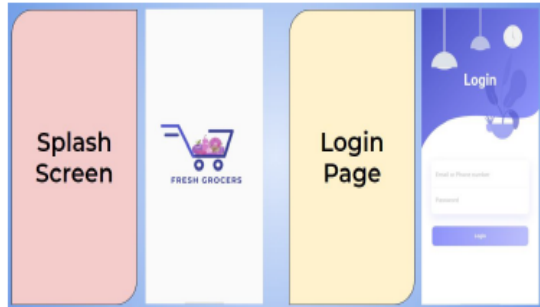 Splash
Screen
FRESH GROCERS
Login
Page
Login
Email or Phone number
Password
Login